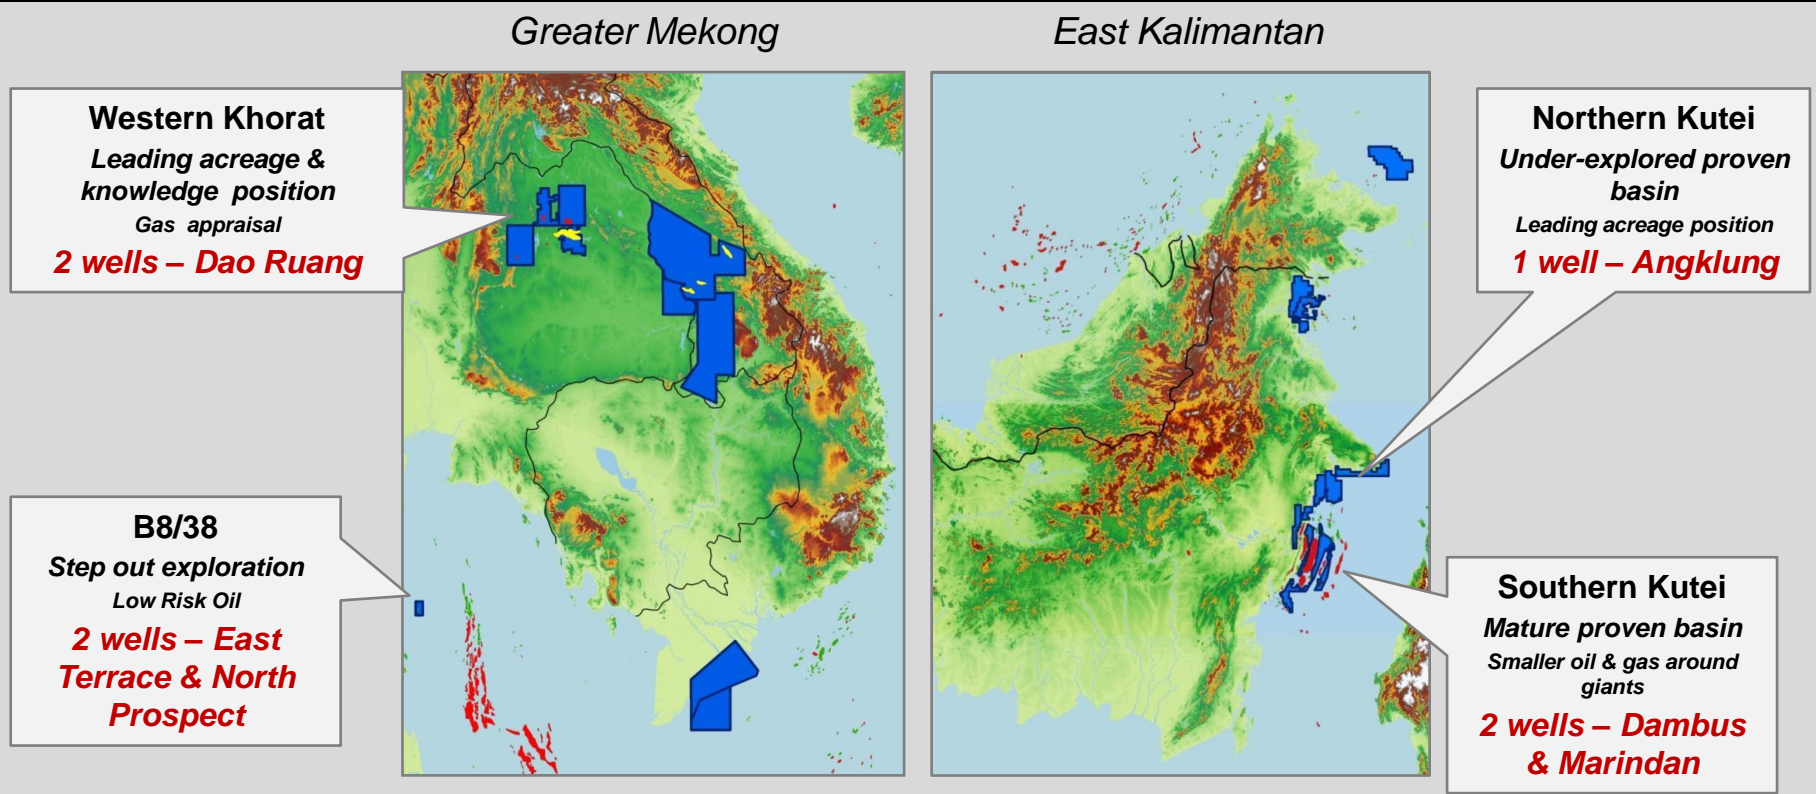 Greater Mekong
East Kalimantan
Western Khorat
Leading acreage &
knowledge position
Gas appraisal
2 wells – Dao Ruang
B8/38
Step out exploration
Low Risk Oil
2 wells – East
Terrace & North
Prospect
Northern Kutei
Under-explored proven
basin
Leading acreage position
1 well – Angklung
Southern Kutei
Mature proven basin
Smaller oil & gas around
giants
2 wells – Dambus
& Marindan